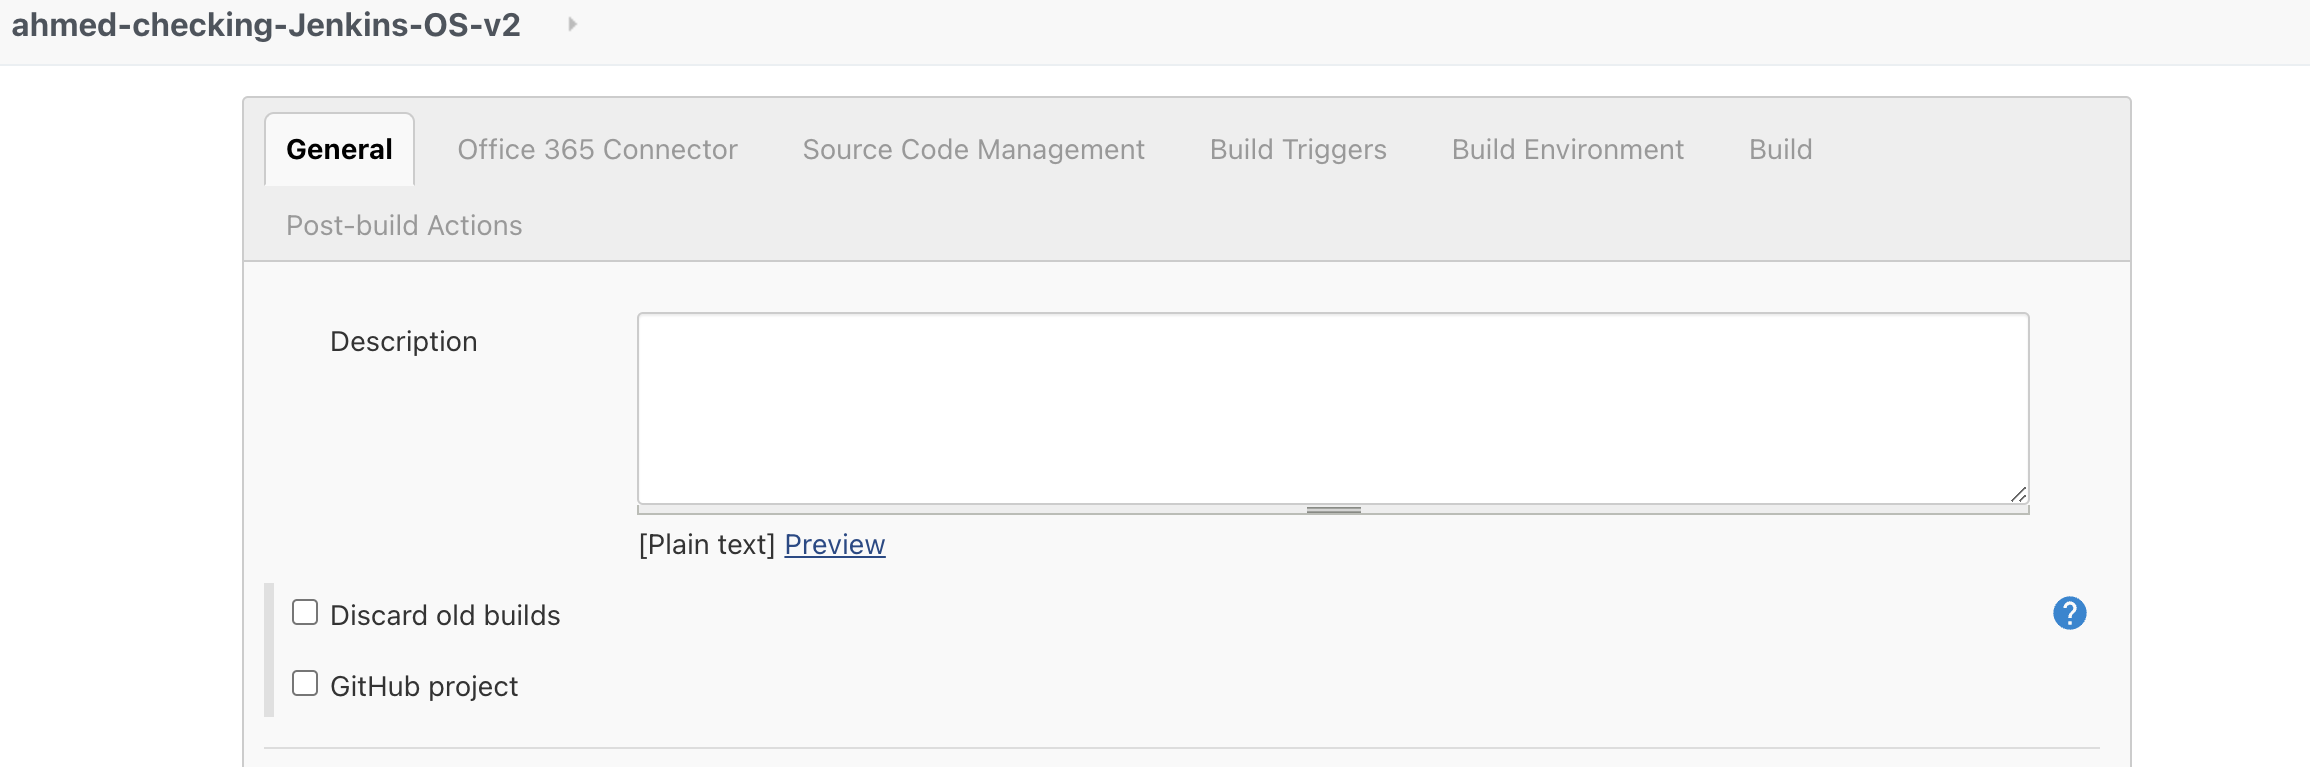 ahmed-checking-Jenkins-OS-v2
General Office 365 Connector Source Code Management Build Triggers Build Environment Build
Post-build Actions
Description
[Plain text] Preview
Discard old builds ?
GitHub project